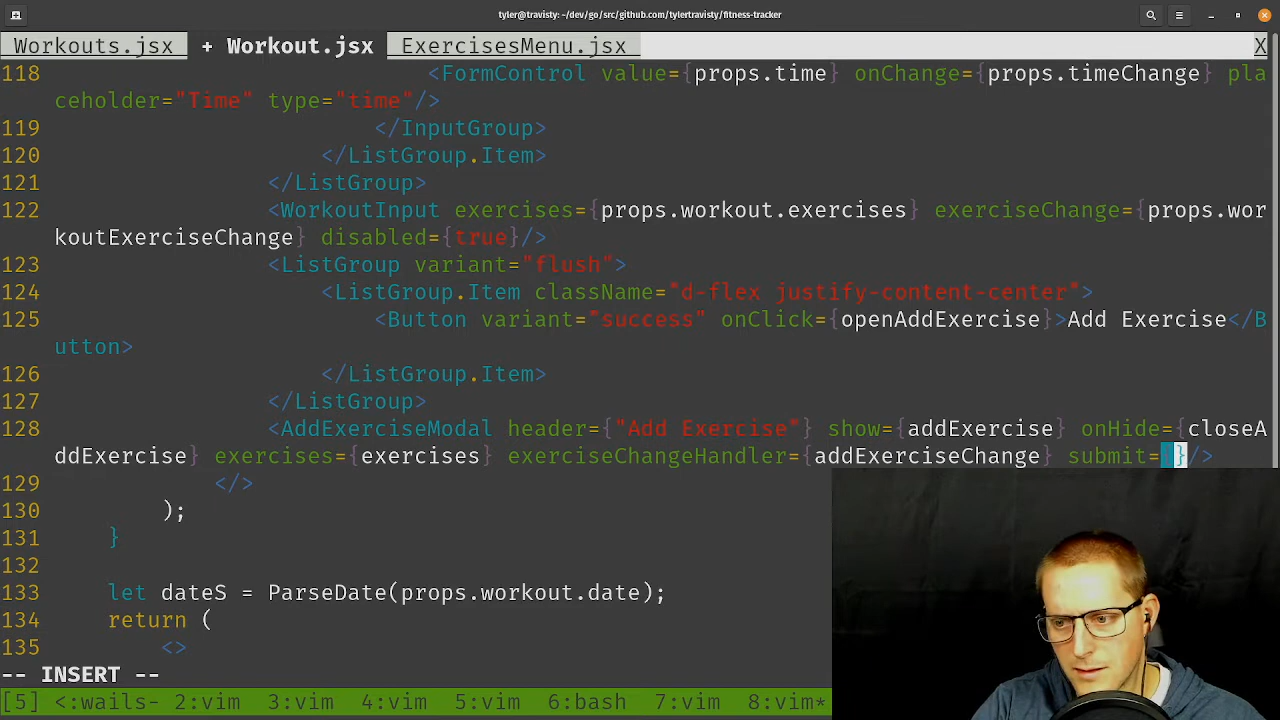 tyler@travisty: ~/dev/go/src/github.com/tylertravisty/fitness-tracker
Workouts.jsx + Workout.jsx ExercisesMenu.jsx X
118 <FormControl value={props.time} onChange={props.timeChange} pla
ceholder="Time" type="time"/>
119 </InputGroup>
120 </ListGroup.Item>
121 </ListGroup>
122 <WorkoutInput exercises={props.workout.exercises} exerciseChange={props.wor
koutExerciseChange} disabled={true}/>
123 <ListGroup variant="flush">
124 <ListGroup.Item className="d-flex justify-content-center">
125 <Button variant="success" onClick={openAddExercise}>Add Exercise</B
utton>
126 </ListGroup.Item>
127 </ListGroup>
128 <AddExerciseModal header={"Add Exercise"} show={addExercise} onHide={closeA
ddExercise} exercises={exercises} exerciseChangeHandler={addExerciseChange} submit={}/>
129 </>
130 );
131 }
132
133 let dateS = ParseDate(props.workout.date);
134 return (
135 <>
-- INSERT --
[5] <:wails- 2:vim 3:vim 4:vim 5:vim 6:bash 7:vim 8:vim*